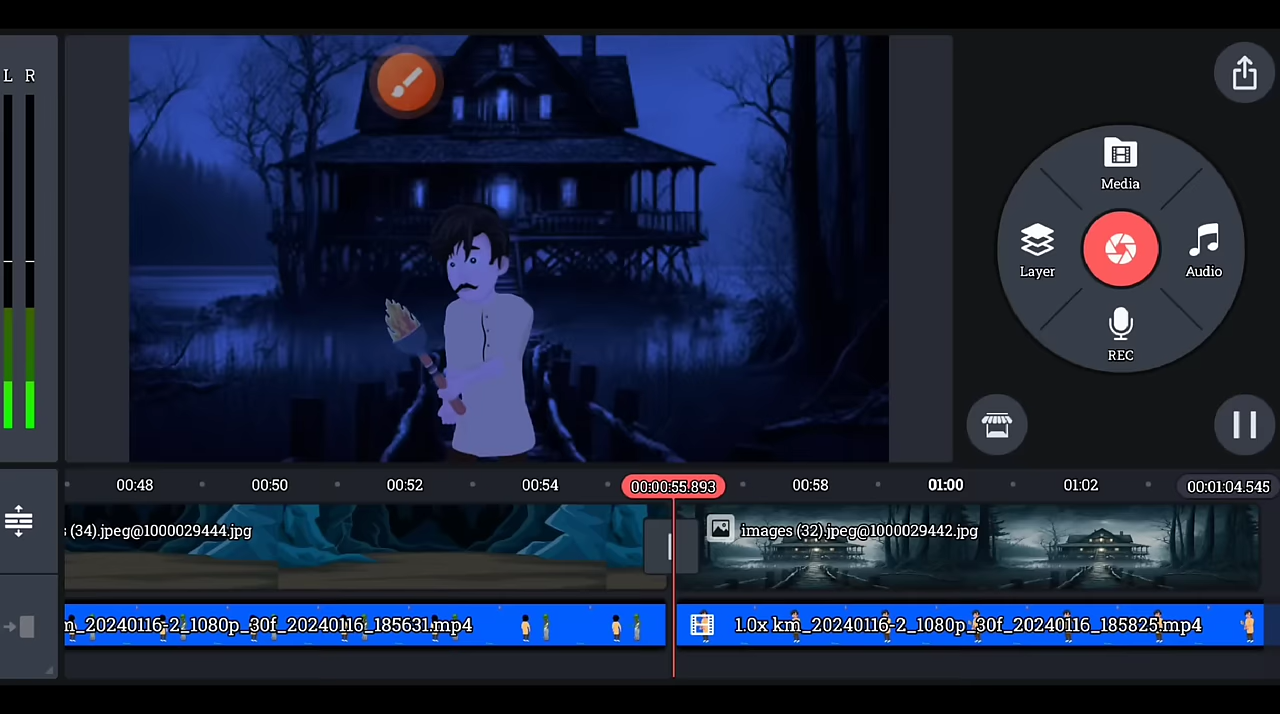 L R
Media
Layer
Audio
REC
00:48
00:50
00:52
00:54
00:00:55.893
00:58
01:00
01:02
00:01:04.545
s (34).jpeg@1000029444.jpg
images (32).jpeg@1000029442.jpg
m_20240116-2_1080p_30f_20240116_185631.mp4
1.0x km_20240116-2_1080p_30f_20240116_185825.mp4